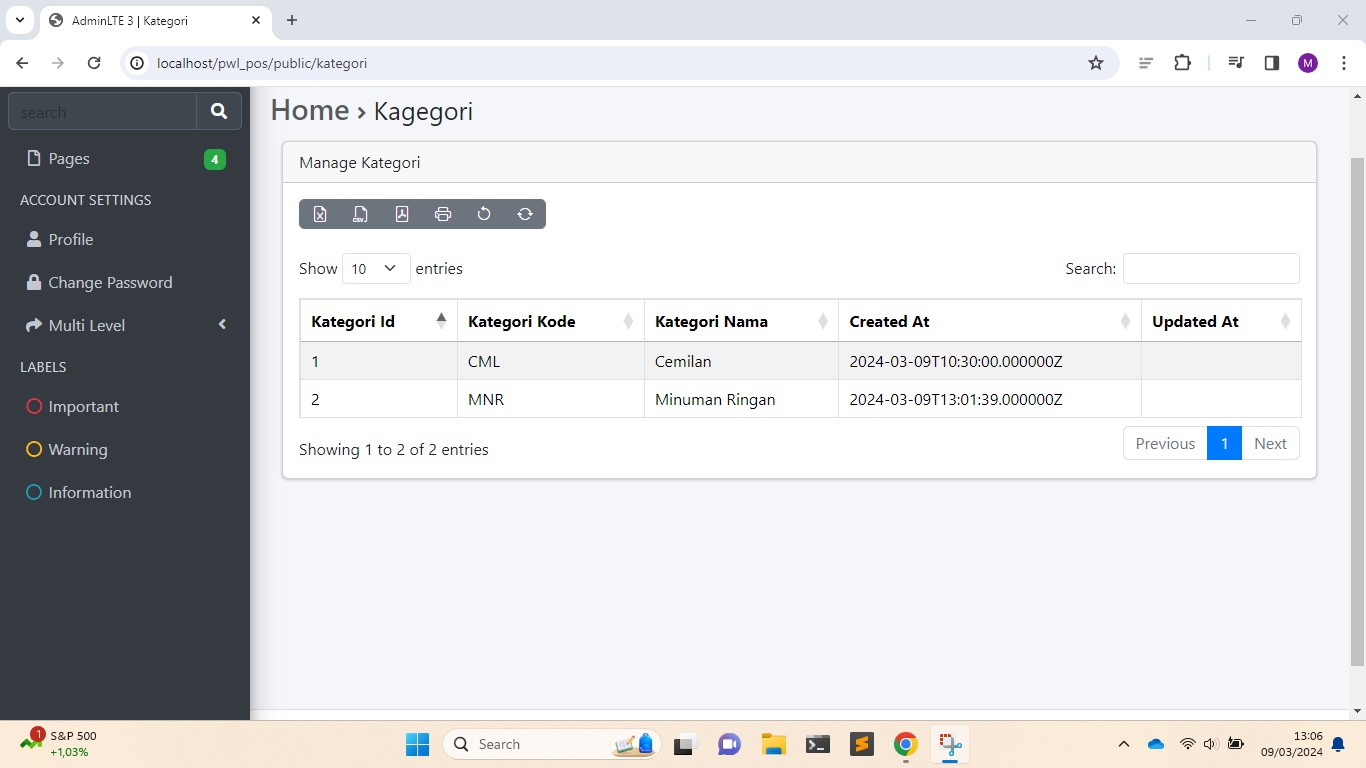 AdminLTE 3 | Kategori
localhost/pwl_pos/public/kategori
M
search
Pages 4
ACCOUNT SETTINGS
Profile
Change Password
Multi Level
LABELS
Important
Warning
Information
Home › Kagegori
Manage Kategori
CSV
Show 10 entries
Search:
Kategori Id Kategori Kode Kategori Nama Created At Updated At
1 CML Cemilan 2024-03-09T10:30:00.000000Z
2 MNR Minuman Ringan 2024-03-09T13:01:39.000000Z
Showing 1 to 2 of 2 entries
Previous 1 Next
1
S&P 500
+1,03%
Search
13:06
09/03/2024